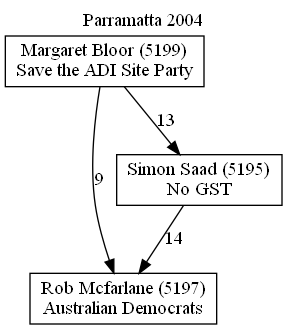 Parramatta 2004
Margaret Bloor (5199)
Save the ADI Site Party
13
Simon Saad (5195)
No GST
9
14
Rob Mcfarlane (5197)
Australian Democrats